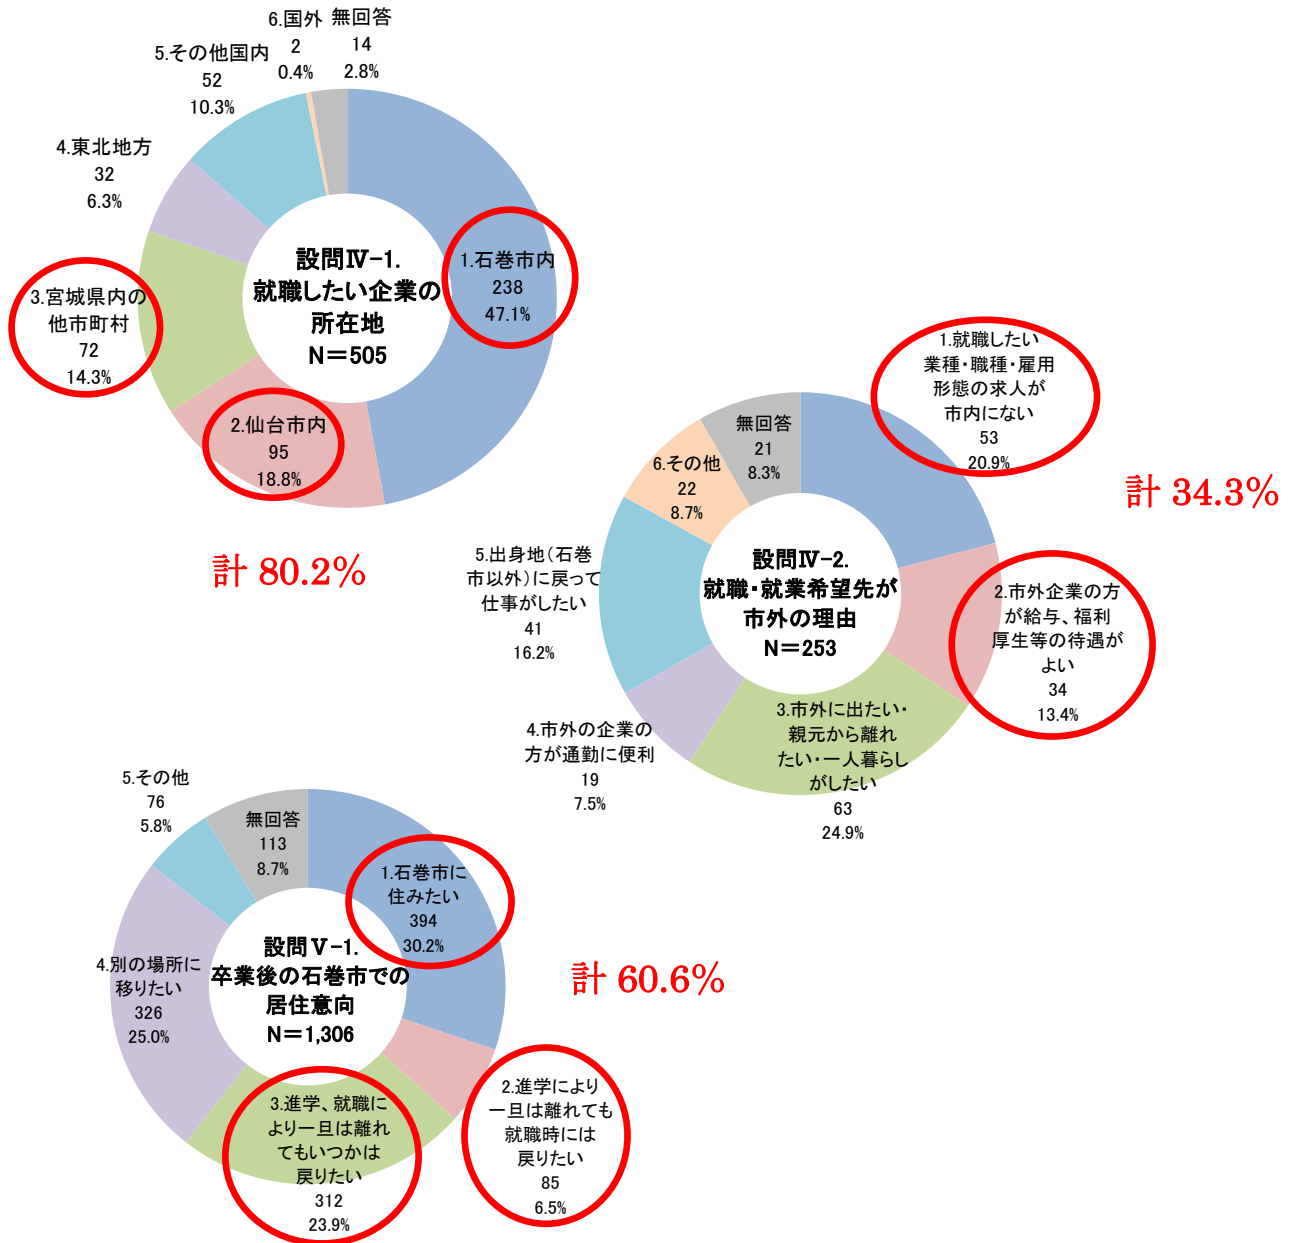 6.国外
2
0.4%
無回答
14
2.8%
5.その他国内
52
10.3%
4.東北地方
32
6.3%
3.宮城県内の
他市町村
72
14.3%
2.仙台市内
95
18.8%
1.石巻市内
238
47.1%
設問Ⅳ-1.
就職したい企業の
所在地
N=505
計 80.2%
1.就職したい
業種・職種・雇用
形態の求人が
市内にない
53
20.9%
無回答
21
8.3%
6.その他
22
8.7%
計 34.3%
5.出身地(石巻
市以外)に戻って
仕事がしたい
41
16.2%
設問Ⅳ-2.
就職・就業希望先が
市外の理由
N=253
2.市外企業の方
が給与、福利
厚生等の待遇が
よい
34
13.4%
4.市外の企業の
方が通勤に便利
19
7.5%
3.市外に出たい・
親元から離れ
たい・一人暮らし
がしたい
63
24.9%
5.その他
76
5.8%
無回答
113
8.7%
1.石巻市に
住みたい
394
30.2%
4.別の場所に
移りたい
326
25.0%
設問Ⅴ-1.
卒業後の石巻市での
居住意向
N=1,306
計 60.6%
3.進学、就職に
より一旦は離れ
てもいつかは
戻りたい
312
23.9%
2.進学により
一旦は離れても
就職時には
戻りたい
85
6.5%